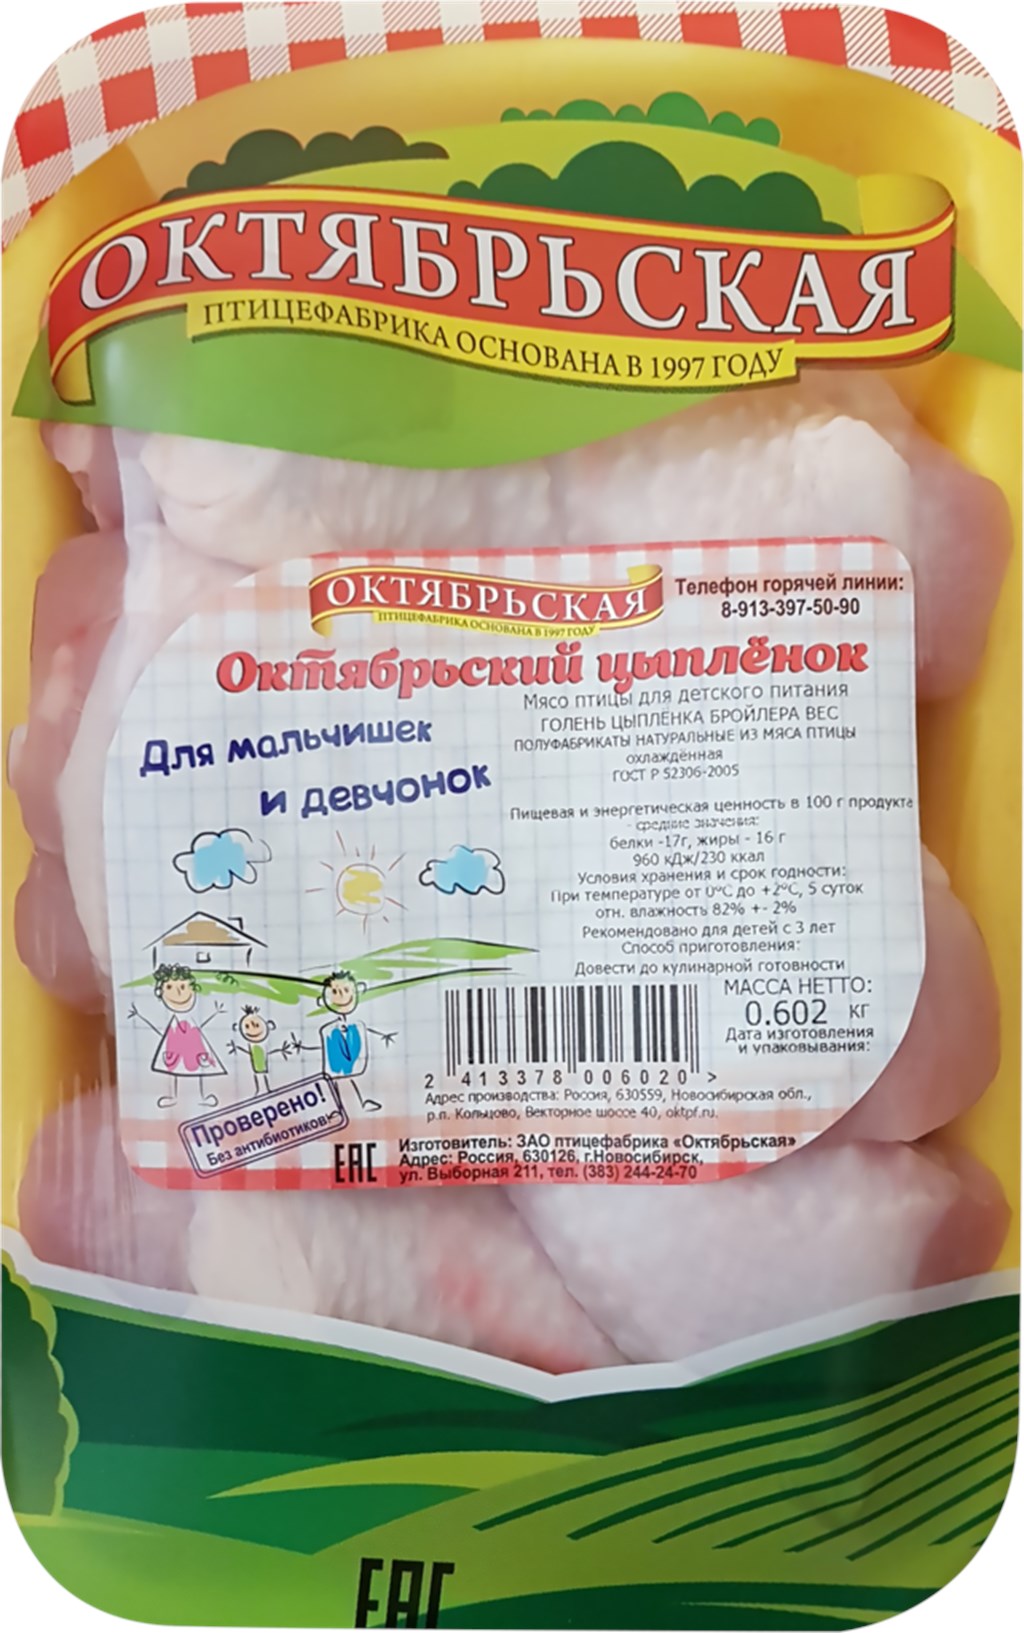 ОКТЯБРЬСКАЯ
ПТИЦЕФАБРИКА ОСНОВАНА В 1997 ГОДУ
ОКТЯБРЬСКАЯ
ПТИЦЕФАБРИКА ОСНОВАНА В 1997 ГОДУ
Телефон горячей линии:
8-913-397-50-90
Октябрьский цыплёнок
Для мальчишек
и девчонок
Мясо птицы для детского питания
ГОЛЕНЬ ЦЫПЛЁНКА БРОЙЛЕРА ВЕС
ПОЛУФАБРИКАТЫ НАТУРАЛЬНЫЕ ИЗ МЯСА ПТИЦЫ
охлаждённая
ГОСТ Р 52306-2005
Пищевая и энергетическая ценность в 100 г продукта
- средние значения:
белки -17г, жиры - 16 г
960 кДж/230 ккал
Условия хранения и срок годности:
При температуре от 0°С до +2°С, 5 суток
отн. влажность 82% +- 2%
Рекомендовано для детей с 3 лет
Способ приготовления:
Довести до кулинарной готовности
МАССА НЕТТО:
0.602 кг
Дата изготовления
и упаковывания:
2 413378 006020 >
Адрес производства: Россия, 630559, Новосибирская обл.,
р.п. Кольцово, Векторное шоссе 40, oktpf.ru.
Проверено!
Без антибиотиков
ЕАС
Изготовитель: ЗАО птицефабрика «Октябрьская»
Адрес: Россия, 630126, г.Новосибирск,
ул. Выборная 211, тел. (383) 244-24-70
ЕАС